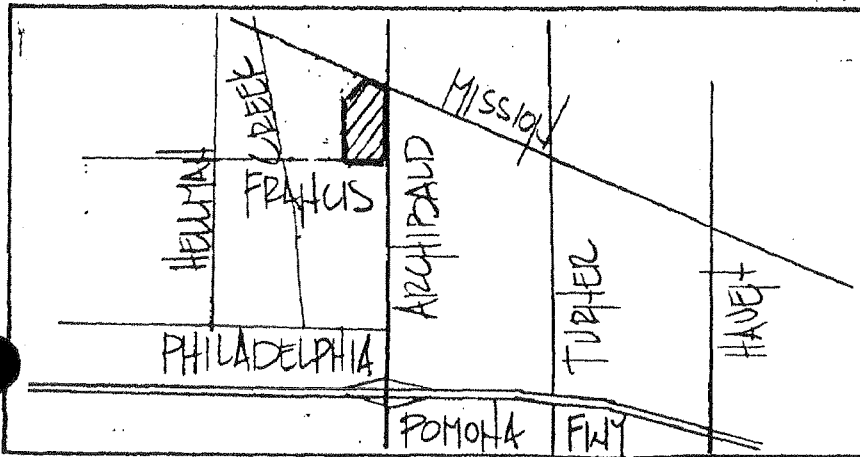 MISSION
CREEK
HELLMAN
FRANCIS
ARCHIBALD
TURNER
HAVEN
PHILADELPHIA
POMONA FWY